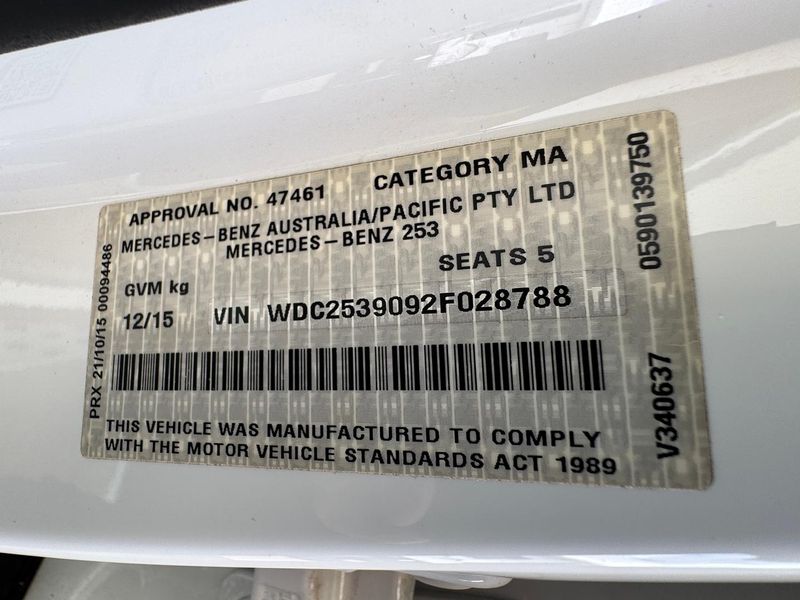 APPROVAL NO. 47461 CATEGORY MA
MERCEDES-BENZ AUSTRALIA/PACIFIC PTY LTD
MERCEDES-BENZ 253
SEATS 5
GVM kg
12/15 VIN WDC2539092F028788
THIS VEHICLE WAS MANUFACTURED TO COMPLY
WITH THE MOTOR VEHICLE STANDARDS ACT 1989
PRX 21/10/15 00094486
0590139750
V340637